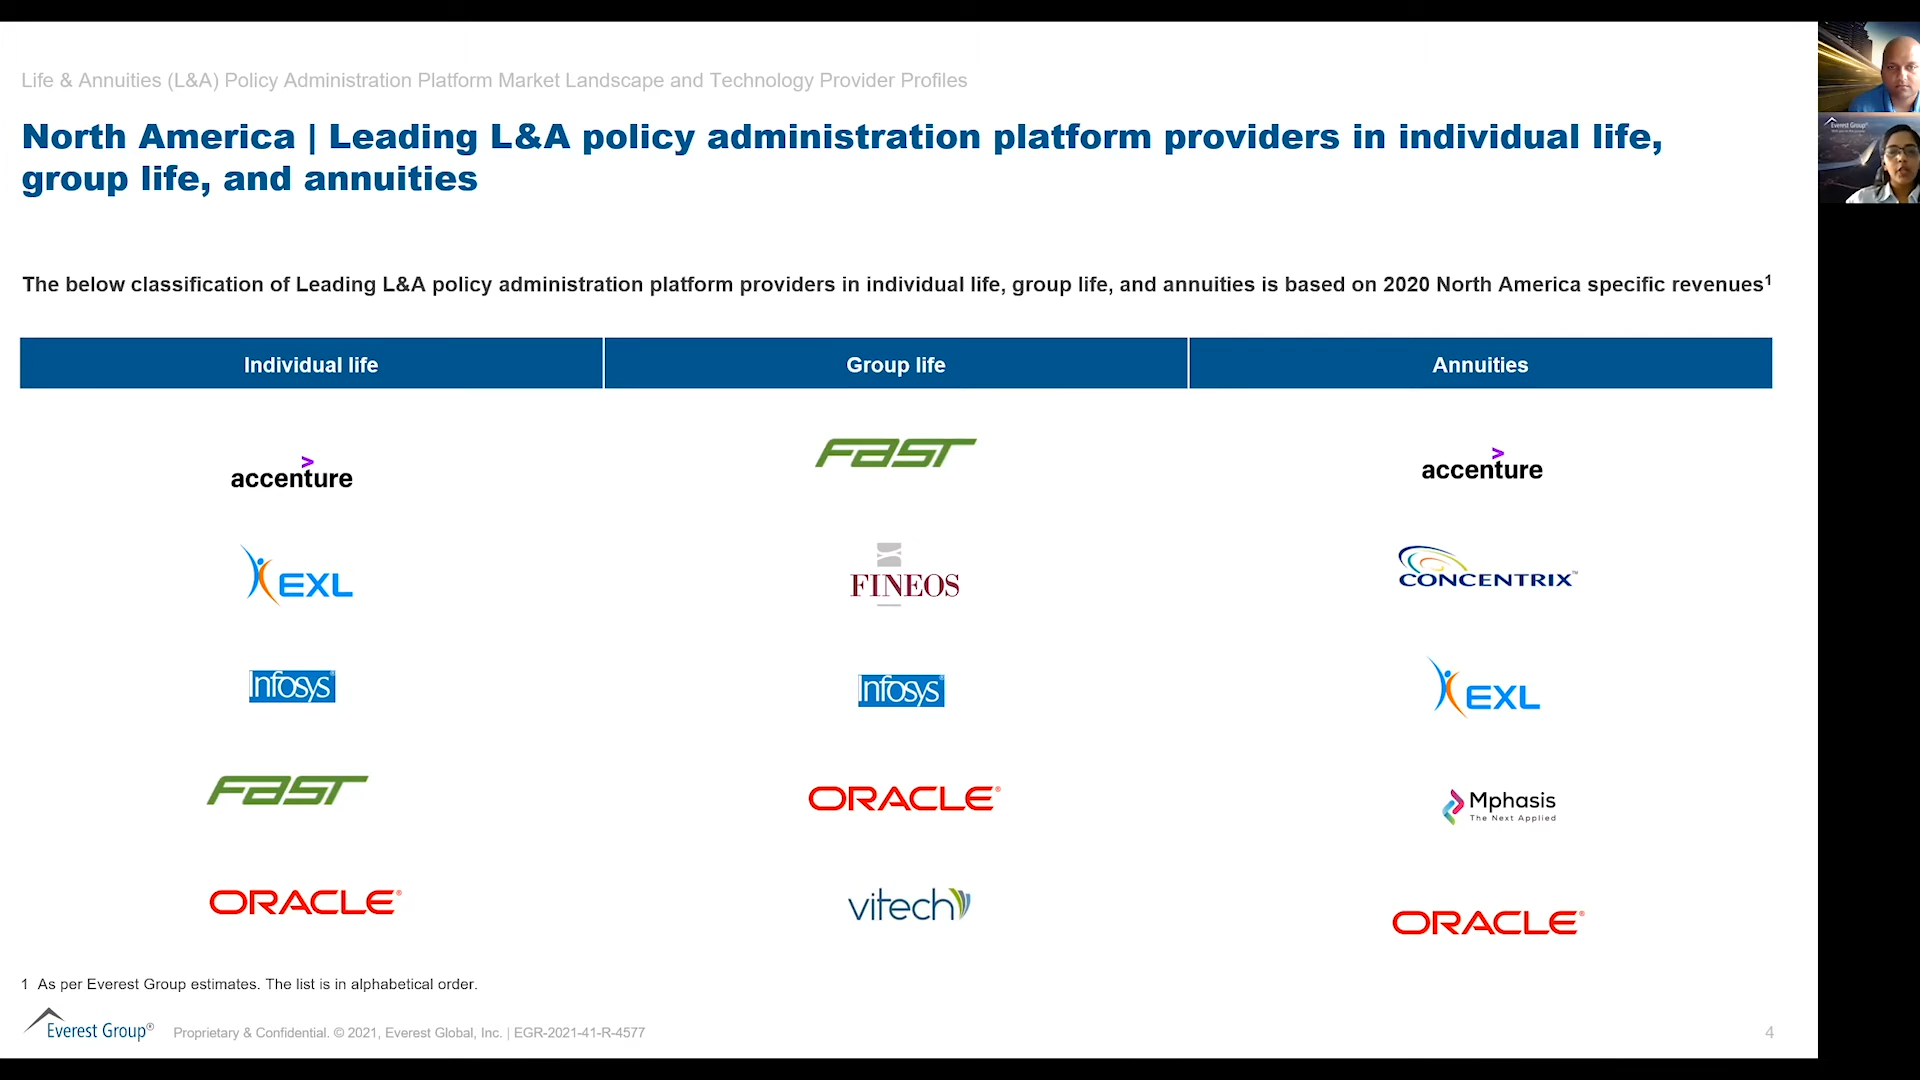 Life & Annuities (L&A) Policy Administration Platform Market Landscape and Technology Provider Profiles
North America | Leading L&A policy administration platform providers in individual life,
group life, and annuities
The below classification of Leading L&A policy administration platform providers in individual life, group life, and annuities is based on 2020 North America specific revenues1
Individual life
Group life
Annuities
accenture
EXL
Infosys®
FAST
ORACLE®
FAST
FINEOS
Infosys®
ORACLE®
vitech
accenture
CONCENTRIX™
EXL
Mphasis
The Next Applied
ORACLE®
1 As per Everest Group estimates. The list is in alphabetical order.
Everest Group® Proprietary & Confidential. © 2021, Everest Global, Inc. | EGR-2021-41-R-4577
4
Everest Group®